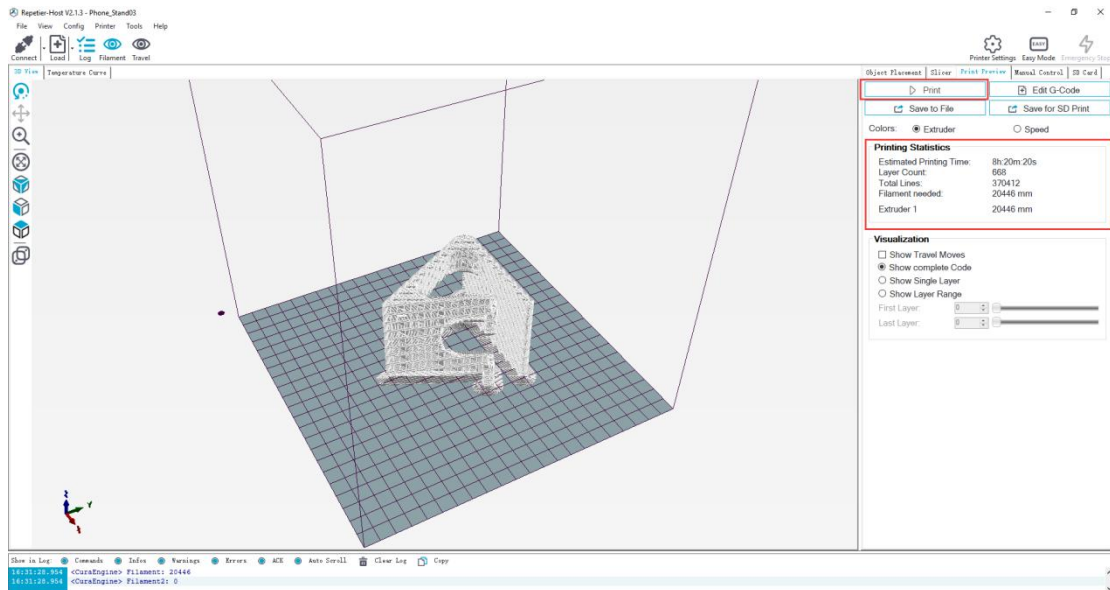 Repetier-Host V2.1.3 - Phone_Stand03
File View Config Printer Tools Help
Connect Load Log Filament Travel
Printer Settings Easy Mode Emergency Stop
EASY
3D View Temperature Curve
Object Placement Slicer Print Preview Manual Control SD Card
Print Edit G-Code
Save to File Save for SD Print
Colors: Extruder Speed
Printing Statistics
Estimated Printing Time: 8h:20m:20s
Layer Count: 668
Total Lines: 370412
Filament needed: 20446 mm
Extruder 1 20446 mm
Visualization
Show Travel Moves
Show complete Code
Show Single Layer
Show Layer Range
First Layer: 0
Last Layer: 0
Z
Y
Show in Log: Commands Infos Warnings Errors ACK Auto Scroll Clear Log Copy
16:31:28.954 <CuraEngine> Filament: 20446
16:31:28.954 <CuraEngine> Filament2: 0